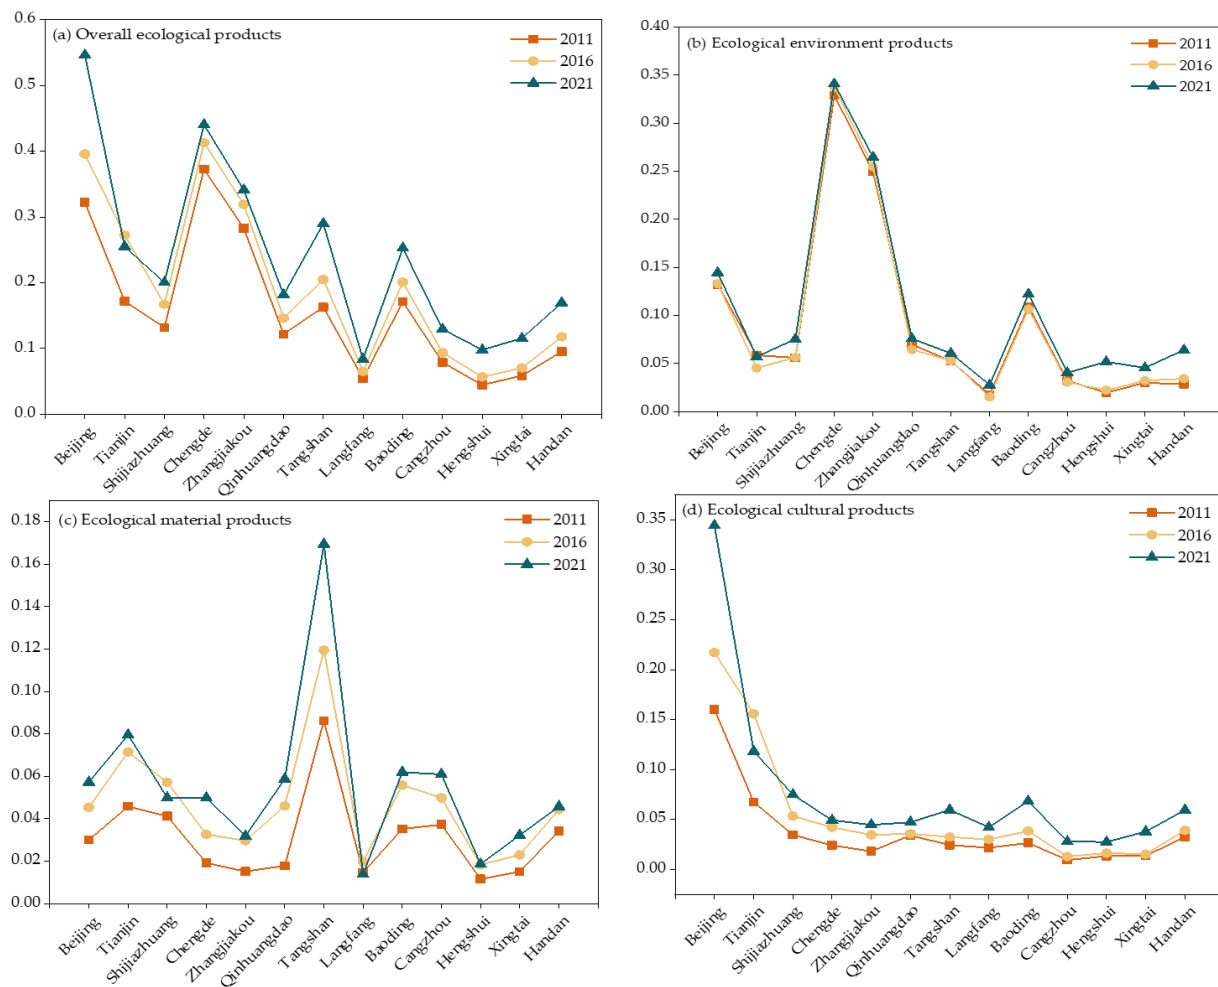 (a) Overall ecological products
2011
2016
2021
0.6
0.5
0.4
0.3
0.2
0.1
0.0
Beijing
Tianjin
Shijiazhuang
Chengde
Zhangjiakou
Qinhuangdao
Tangshan
Langfang
Baoding
Cangzhou
Hengshui
Xingtai
Handan
(b) Ecological environment products
2011
2016
2021
0.40
0.35
0.30
0.25
0.20
0.15
0.10
0.05
0.00
Beijing
Tianjin
Shijiazhuang
Chengde
Zhangjiakou
Qinhuangdao
Tangshan
Langfang
Baoding
Cangzhou
Hengshui
Xingtai
Handan
(c) Ecological material products
2011
2016
2021
0.18
0.16
0.14
0.12
0.10
0.08
0.06
0.04
0.02
0.00
Beijing
Tianjin
Shijiazhuang
Chengde
Zhangjiakou
Qinhuangdao
Tangshan
Langfang
Baoding
Cangzhou
Hengshui
Xingtai
Handan
(d) Ecological cultural products
2011
2016
2021
0.35
0.30
0.25
0.20
0.15
0.10
0.05
0.00
Beijing
Tianjin
Shijiazhuang
Chengde
Zhangjiakou
Qinhuangdao
Tangshan
Langfang
Baoding
Cangzhou
Hengshui
Xingtai
Handan